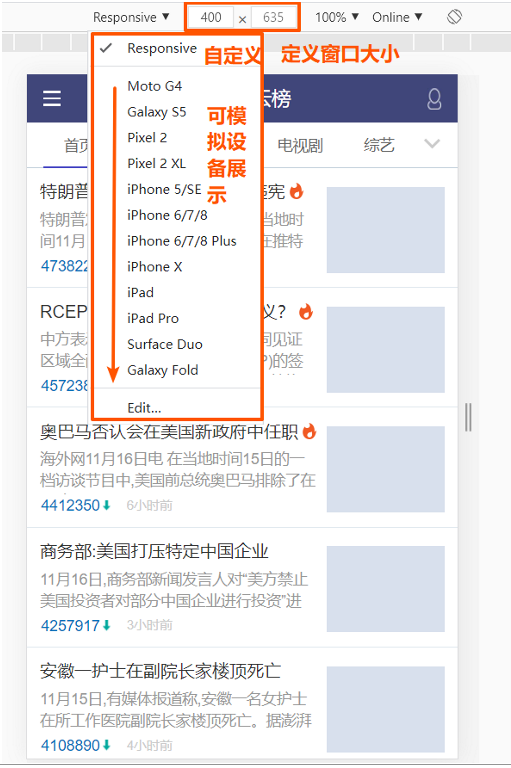 Responsive ▼ 400 × 635 100% ▼ Online ▼
Responsive 自定义 定义窗口大小
Moto G4
Galaxy S5
Pixel 2
Pixel 2 XL
iPhone 5/SE
iPhone 6/7/8
iPhone 6/7/8 Plus
iPhone X
iPad
iPad Pro
Surface Duo
Galaxy Fold
Edit...
可模
拟设
备展
示
榜
首 电视剧 综艺
特朗普 宪
特朗普 当地时
间11月 在推特
473822
RCEP 义?
中方表 同见证
区域全 P)的签
457238
奥巴马否认会在美国新政府中任职
海外网11月16日电 在当地时间15日的一
档访谈节目中,美国前总统奥巴马排除了在
4412350 6小时前
商务部:美国打压特定中国企业
11月16日,商务部新闻发言人对“美方禁止
美国投资者对部分中国企业进行投资”进
4257917 3小时前
安徽一护士在副院长家楼顶死亡
11月15日,有媒体报道称,安徽一名女护士
在所工作医院副院长家楼顶死亡。据澎湃
4108890 4小时前